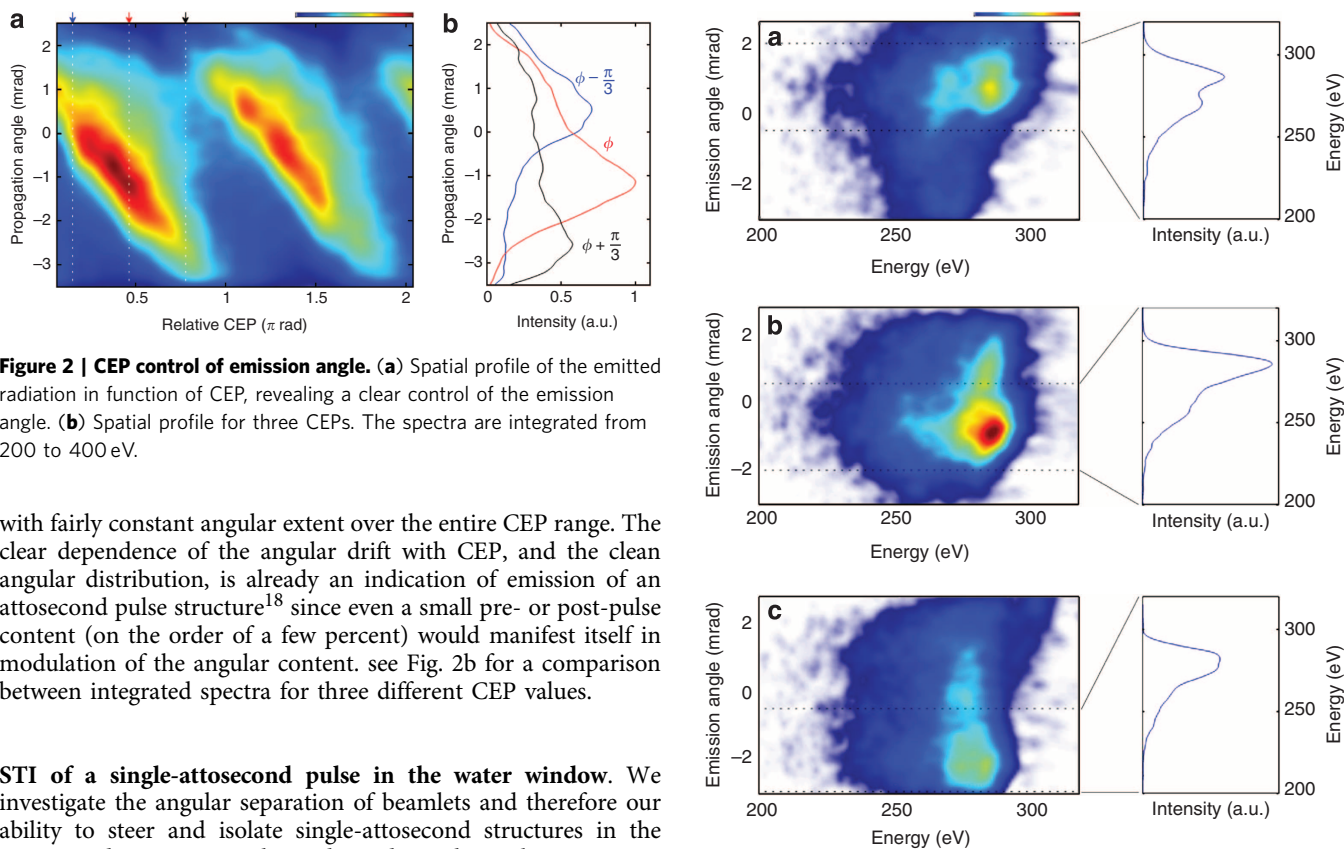 a
2
1
0
−1
−2
−3
Propagation angle (mrad)
0.5
1
1.5
2
Relative CEP (π rad)
b
2
1
0
−1
−2
−3
Propagation angle (mrad)
ϕ − π/3
ϕ
ϕ + π/3
0
0.5
1
Intensity (a.u.)
Figure 2 | CEP control of emission angle. (a) Spatial profile of the emitted
radiation in function of CEP, revealing a clear control of the emission
angle. (b) Spatial profile for three CEPs. The spectra are integrated from
200 to 400 eV.
with fairly constant angular extent over the entire CEP range. The
clear dependence of the angular drift with CEP, and the clean
angular distribution, is already an indication of emission of an
attosecond pulse structure18 since even a small pre- or post-pulse
content (on the order of a few percent) would manifest itself in
modulation of the angular content. see Fig. 2b for a comparison
between integrated spectra for three different CEP values.
STI of a single-attosecond pulse in the water window. We
investigate the angular separation of beamlets and therefore our
ability to steer and isolate single-attosecond structures in the
a
2
0
−2
Emission angle (mrad)
200
250
300
Energy (eV)
300
250
200
Energy (eV)
Intensity (a.u.)
b
2
0
−2
Emission angle (mrad)
200
250
300
Energy (eV)
300
250
200
Energy (eV)
Intensity (a.u.)
c
2
0
−2
Emission angle (mrad)
200
250
300
Energy (eV)
300
250
200
Energy (eV)
Intensity (a.u.)